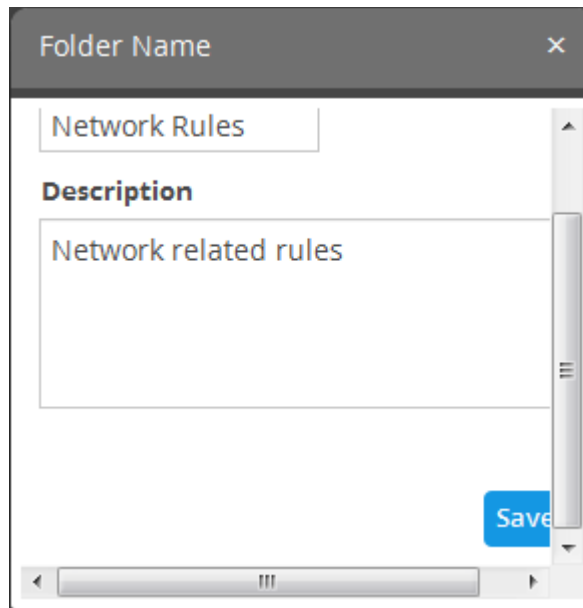 Folder Name
Network Rules
Description
Network related rules
Save